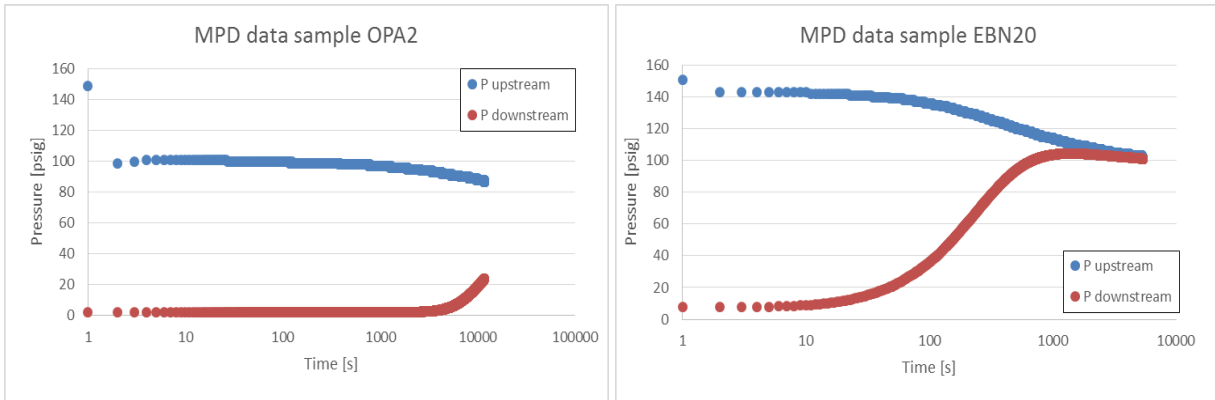 MPD data sample OPA2
160
140
120
100
80
60
40
20
0
Pressure [psig]
1 10 100 1000 10000 100000
Time [s]
P upstream
P downstream
MPD data sample EBN20
160
140
120
100
80
60
40
20
0
Pressure [psig]
1 10 100 1000 10000
Time [s]
P upstream
P downstream